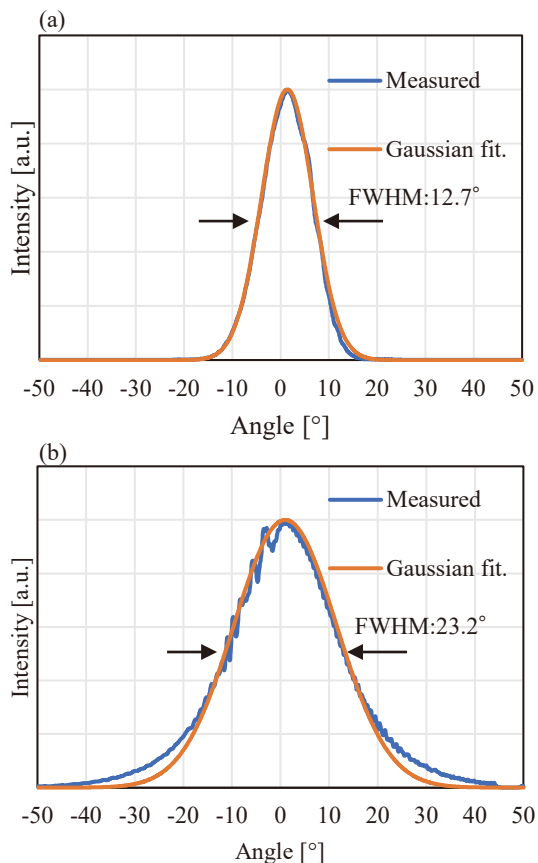 (a)
Intensity [a.u.]
Measured
Gaussian fit.
FWHM:12.7°
-50 -40 -30 -20 -10 0 10 20 30 40 50
Angle [°]
(b)
Intensity [a.u.]
Measured
Gaussian fit.
FWHM:23.2°
-50 -40 -30 -20 -10 0 10 20 30 40 50
Angle [°]